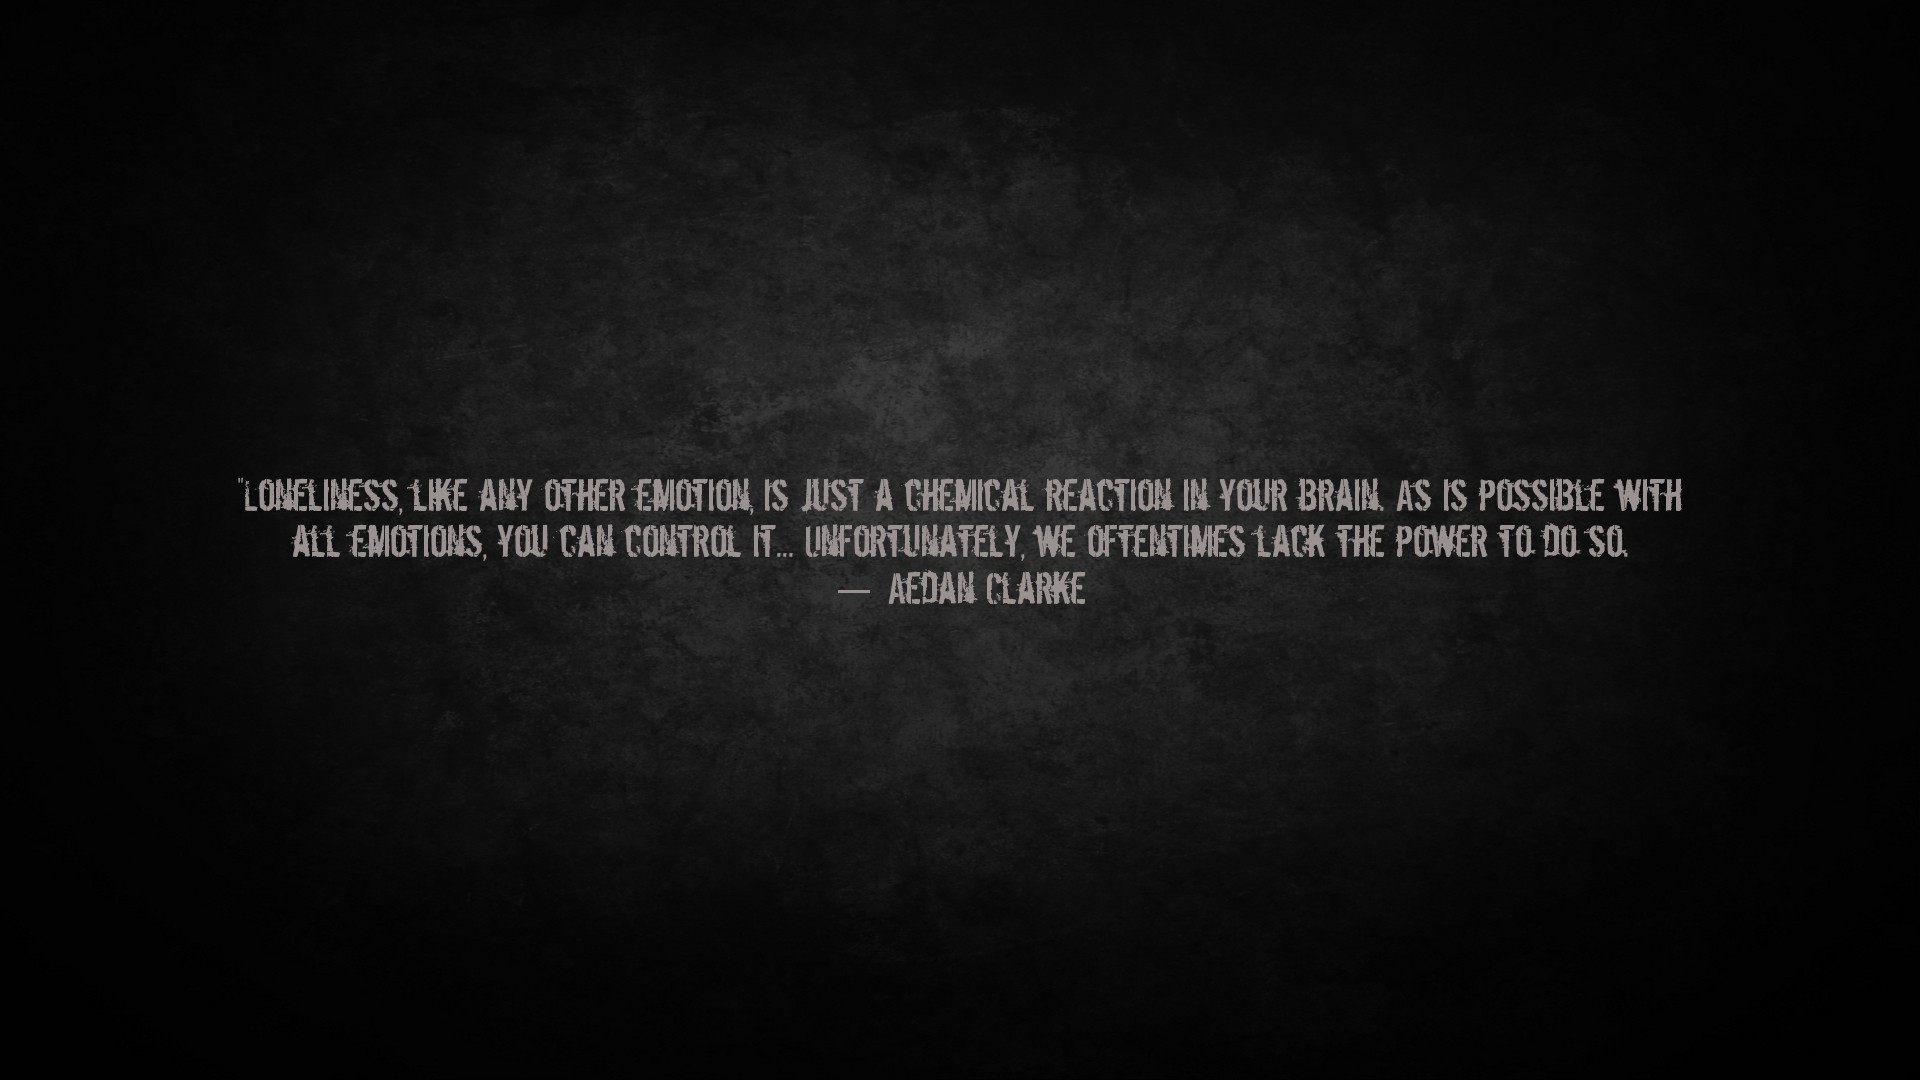 "LONELINESS, LIKE ANY OTHER EMOTION, IS JUST A CHEMICAL REACTION IN YOUR BRAIN. AS IS POSSIBLE WITH
ALL EMOTIONS, YOU CAN CONTROL IT... UNFORTUNATELY, WE OFTENTIMES LACK THE POWER TO DO SO.
— AEDAN CLARKE